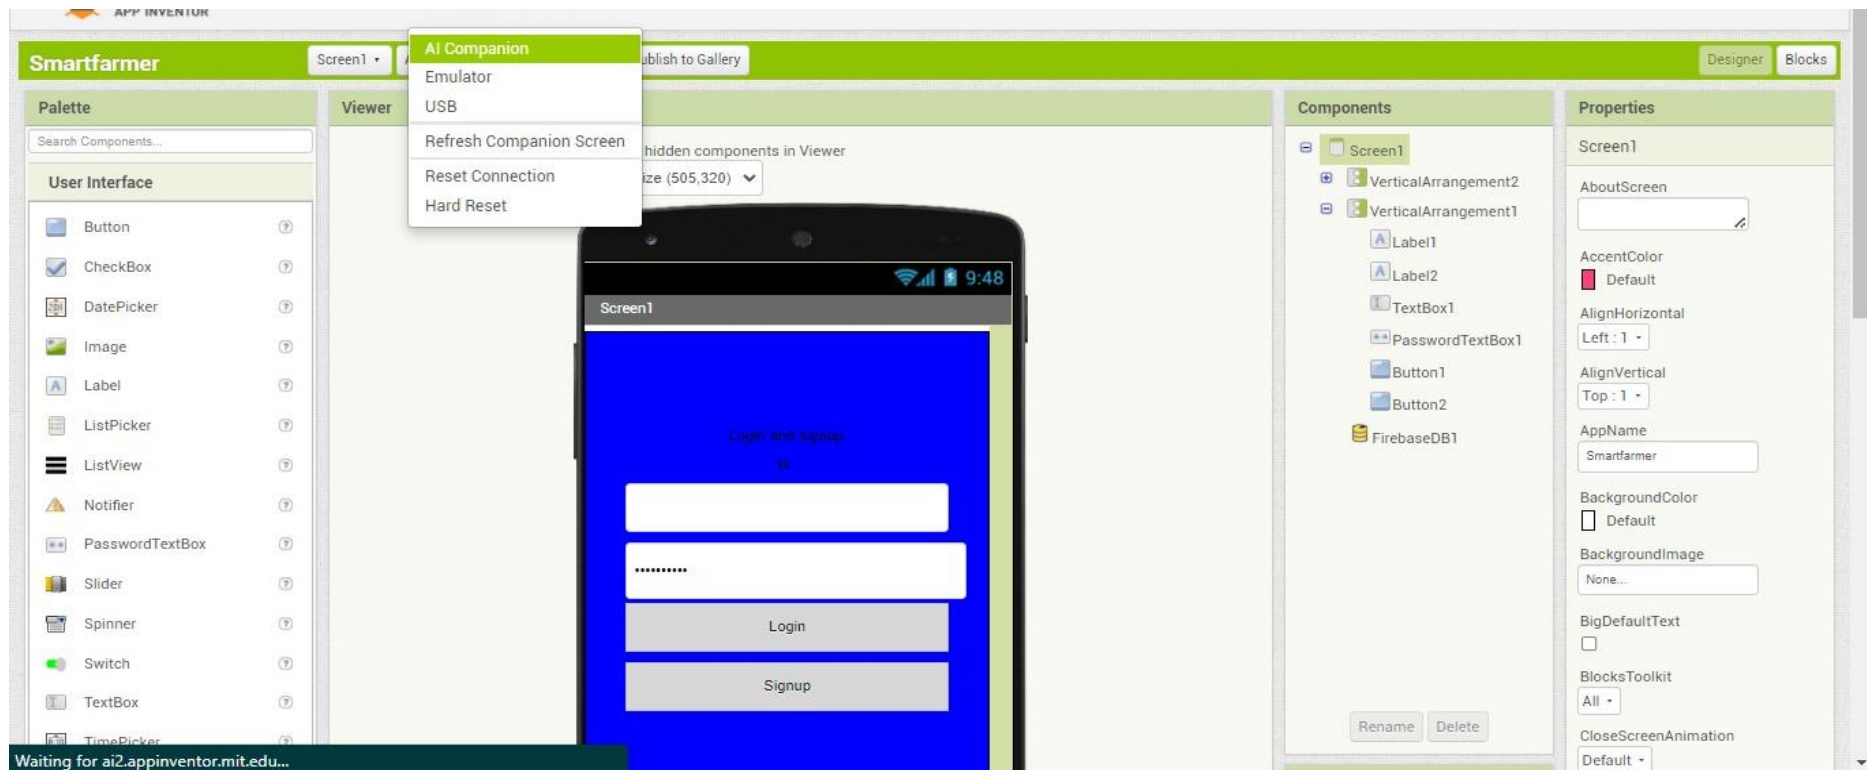 APP INVENTOR
Smartfarmer
Screen1
ublish to Gallery
Designer
Blocks
AI Companion
Emulator
USB
Refresh Companion Screen
Reset Connection
Hard Reset
Palette
Search Components...
User Interface
Button
CheckBox
DatePicker
Image
Label
ListPicker
ListView
Notifier
PasswordTextBox
Slider
Spinner
Switch
TextBox
TimePicker
Waiting for ai2.appinventor.mit.edu...
Viewer
hidden components in Viewer
ize (505,320)
9:48
Screen1
Login and signup
••••••••••
Login
Signup
Components
Screen1
VerticalArrangement2
VerticalArrangement1
Label1
Label2
TextBox1
PasswordTextBox1
Button1
Button2
FirebaseDB1
Rename
Delete
Properties
Screen1
AboutScreen
AccentColor
Default
AlignHorizontal
Left : 1
AlignVertical
Top : 1
AppName
Smartfarmer
BackgroundColor
Default
BackgroundImage
None...
BigDefaultText
BlocksToolkit
All
CloseScreenAnimation
Default